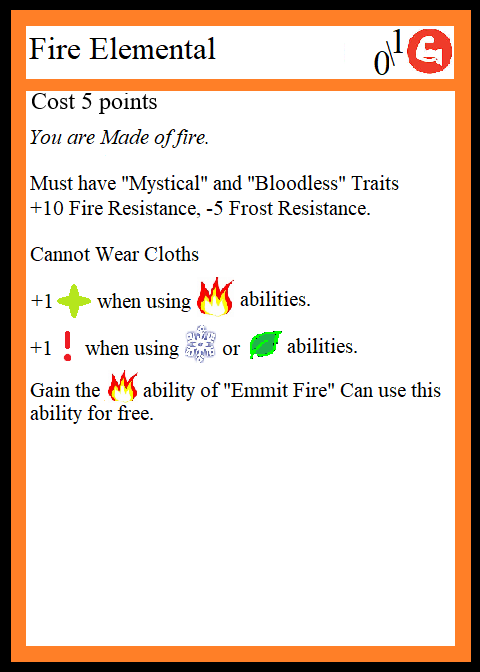 Fire Elemental
0\1
Cost 5 points
You are Made of fire.
Must have "Mystical" and "Bloodless" Traits
+10 Fire Resistance, -5 Frost Resistance.
Cannot Wear Cloths
+1 when using abilities.
+1 ! when using or abilities.
Gain the ability of "Emmit Fire" Can use this
ability for free.